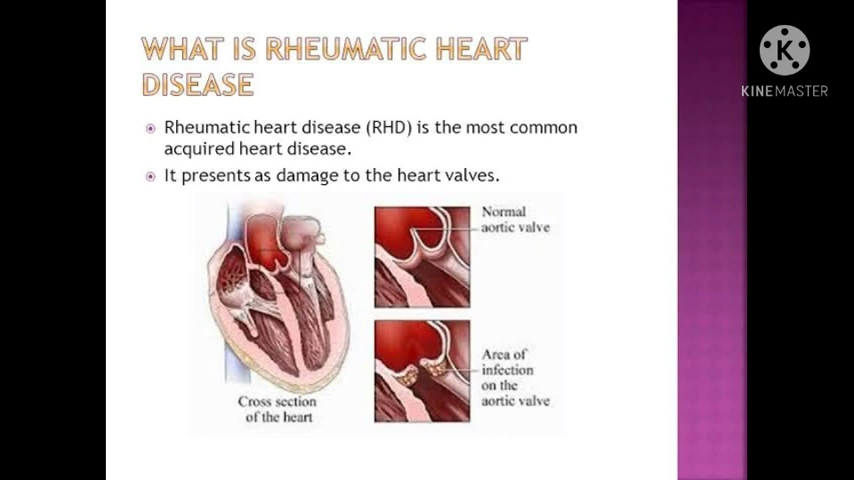 WHAT IS RHEUMATIC HEART
DISEASE
Rheumatic heart disease (RHD) is the most common
acquired heart disease.
It presents as damage to the heart valves.
Normal
aortic valve
Area of
infection
on the
aortic valve
Cross section
of the heart
K
KINEMASTER